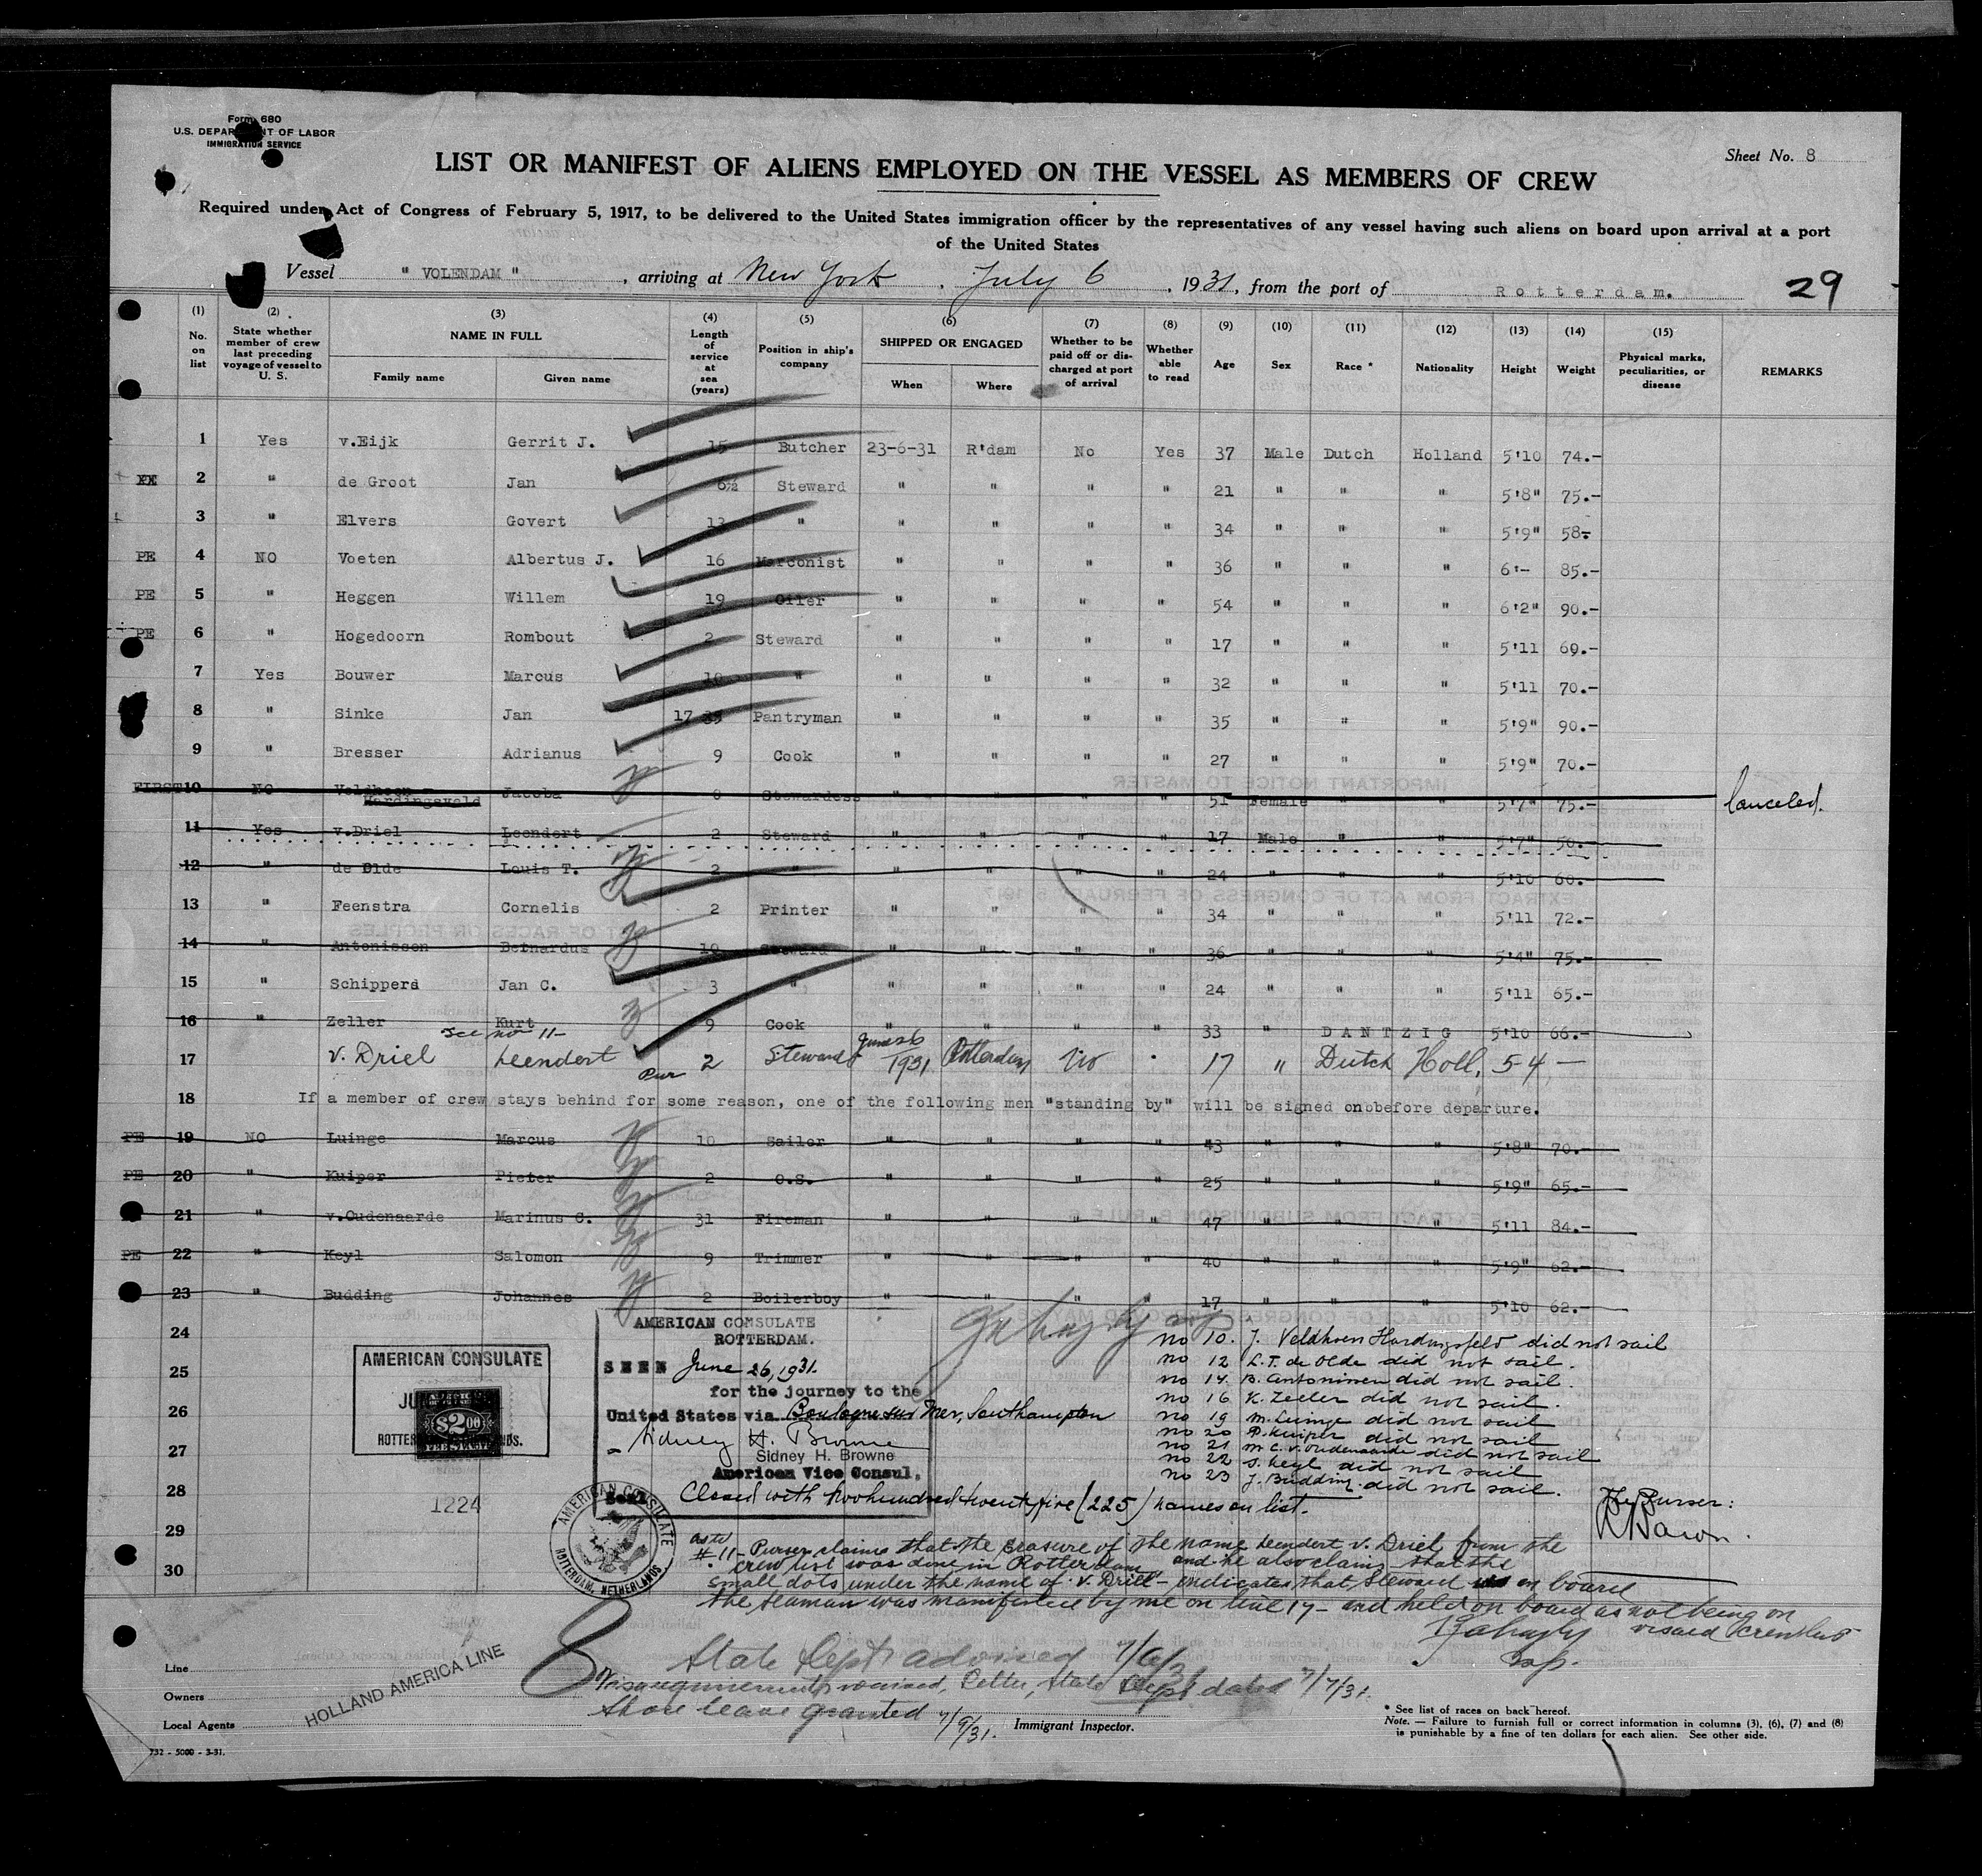 Form 680
U.S. DEPARTMENT OF LABOR
IMMIGRATION SERVICE
Sheet No. 8
LIST OR MANIFEST OF ALIENS EMPLOYED ON THE VESSEL AS MEMBERS OF CREW
Required under Act of Congress of February 5, 1917, to be delivered to the United States immigration officer by the representatives of any vessel having such aliens on board upon arrival at a port
of the United States
Vessel " VOLENDAM " , arriving at New York , July 6 , 1931, from the port of Rotterdam. 29
(1) (2) (3) (4) (5) (6) (7) (8) (9) (10) (11) (12) (13) (14) (15)
No. on list State whether member of crew last preceding voyage of vessel to U. S. NAME IN FULL Family name Given name Length of service at sea (years) Position in ship's company SHIPPED OR ENGAGED When Where Whether to be paid off or discharged at port of arrival Whether able to read Age Sex Race * Nationality Height Weight Physical marks, peculiarities, or disease REMARKS
1 Yes v.Eijk Gerrit J. 15 Butcher 23-6-31 R'dam No Yes 37 Male Dutch Holland 5'10 74.-
2 " de Groot Jan 6½ Steward " " " " 21 " " " 5'8" 75.-
3 " Elvers Govert 13 " " " " " 34 " " " 5'9" 58.-
PE 4 NO Voeten Albertus J. 16 Marconist " " " " 36 " " " 6'- 85.-
PE 5 " Heggen Willem 19 Oiler " " " " 54 " " " 6'2" 90.-
PE 6 " Hogedoorn Rombout 2 Steward " " " " 17 " " " 5'11 69.-
7 Yes Bouwer Marcus 10 " " " " " 32 " " " 5'11 70.-
8 " Sinke Jan 17 Pantryman " " " " 35 " " " 5'9" 90.-
9 " Bresser Adrianus 9 Cook " " " " 27 " " " 5'9" 70.-
FIRST 10 NO Veldhoen - Hardingsveld Jacoba 8 Stewardess " " " " 51 Female " " 5'7" 75.- Canceled.
11 Yes v.Driel Leendert 2 Steward " " " " 17 Male " " 5'7" 50.-
12 " de Olde Louis T. 2 " " " " " 24 " " " 5'10 60.-
13 " Feenstra Cornelis 2 Printer " " " " 34 " " " 5'11 72.-
14 " Antonissen Bernardus 10 Steward " " " " 36 " " " 5'4" 75.-
15 " Schippers Jan C. 3 " " " " " 24 " " " 5'11 65.-
16 " Zeller Kurt 9 Cook " " " " 33 " DANTZIG 5'10 66.-
see no 11-
17 v. Driel Leendert 2 Steward June 26 1931 Rotterdam No 17 " Dutch Holl, 5-4 -
18 If a member of crew stays behind for some reason, one of the following men "standing by" will be signed on before departure.
PE 19 NO Luinge Marcus 10 Sailor " " " " 43 " " " 5'8" 70.-
PE 20 " Kuiper Pieter 2 O.S. " " " " 25 " " " 5'9" 65.-
21 " v.Oudenaarde Marinus C. 31 Fireman " " " " 47 " " " 5'11 84.-
PE 22 " Keyl Salomon 9 Trimmer " " " " 40 " " " 5'9" 62.-
23 " Budding Johannes 2 Boilerboy " " " " 17 " " " 5'10 62.-
24
25
26
27
28
29
30
AMERICAN CONSULATE
ROTTERDAM.
SEEN June 26, 1931.
for the journey to the
United States via Boulogne sur Mer, Southampton
Sidney H. Browne
Sidney H. Browne
American Vice Consul,
Seal
Closed with twohundred twentyfive (225) names on list.
AMERICAN CONSULATE
$2.00
1224
AMERICAN CONSULATE
ROTTERDAM, NETHERLANDS
no 10. J. Veldhoen Hardingsfeld did not sail
no 12 L.T. de Olde did not sail.
no 14. B. Antonissen did not sail.
no 16 K. Zeller did not sail.
no 19 M. Luinge did not sail
no 20 P. Kuiper did not sail
no 21 M C. v. Oudenaarde did not sail
no 22 S. Keyl did not sail
no 23 J. Budding did not sail.
The Purser:
as to
#11- Purser claims that the erasure of the name Leendert v. Driel from the
crew list was done in Rotterdam and he also claims that the
small dots under the name of v. Driel - indicates that Steward was on board
the seaman was manifested by me on line 17 - and held on board as not being on
visaed crew list
Insp.
8
State Dept advised 7/6/31
waived, Letter, State Dept dated 7/7/31.
Shore leave granted 7/9/31.
Immigrant Inspector.
Line
Owners
Local Agents
HOLLAND AMERICA LINE
732 - 5000 - 3-31.
* See list of races on back hereof.
Note. — Failure to furnish full or correct information in columns (3), (6), (7) and (8)
is punishable by a fine of ten dollars for each alien. See other side.